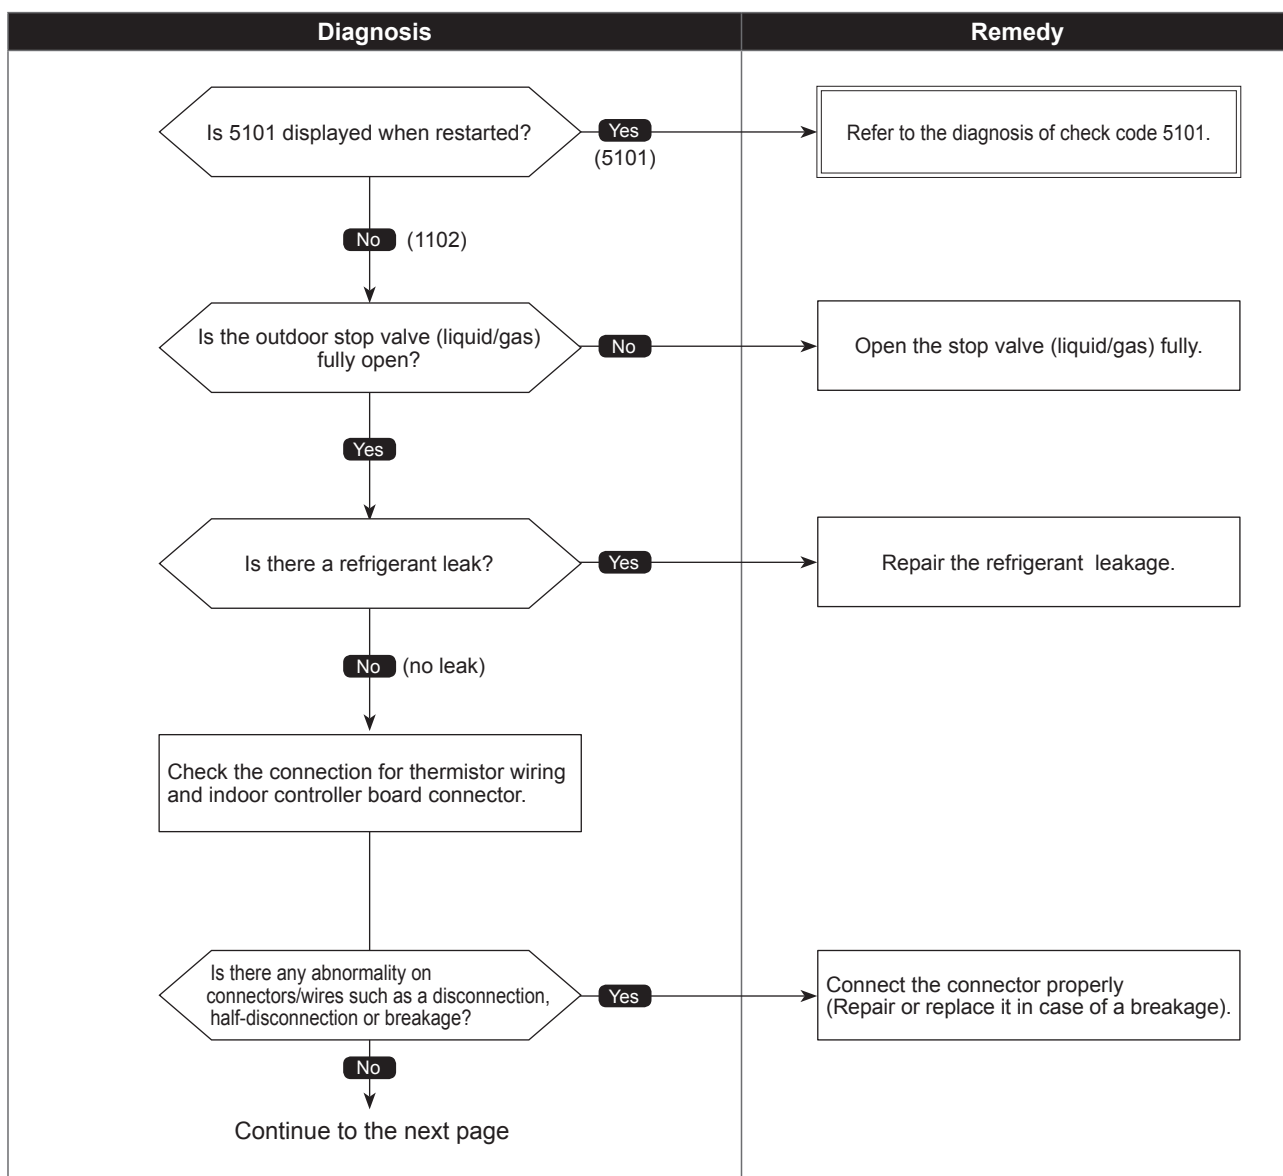 Diagnosis
Remedy
Is 5101 displayed when restarted?
Yes
(5101)
Refer to the diagnosis of check code 5101.
No (1102)
Is the outdoor stop valve (liquid/gas)
fully open?
No
Open the stop valve (liquid/gas) fully.
Yes
Is there a refrigerant leak?
Yes
Repair the refrigerant leakage.
No (no leak)
Check the connection for thermistor wiring
and indoor controller board connector.
Is there any abnormality on
connectors/wires such as a disconnection,
half-disconnection or breakage?
Yes
Connect the connector properly
(Repair or replace it in case of a breakage).
No
Continue to the next page